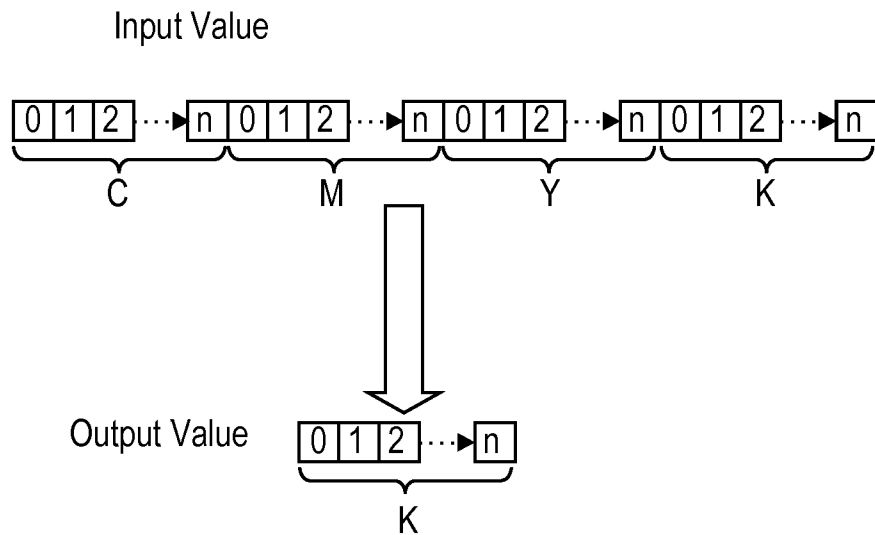 Input Value
0 1 2 n 0 1 2 n 0 1 2 n 0 1 2 n
C M Y K
Output Value 0 1 2 n
K